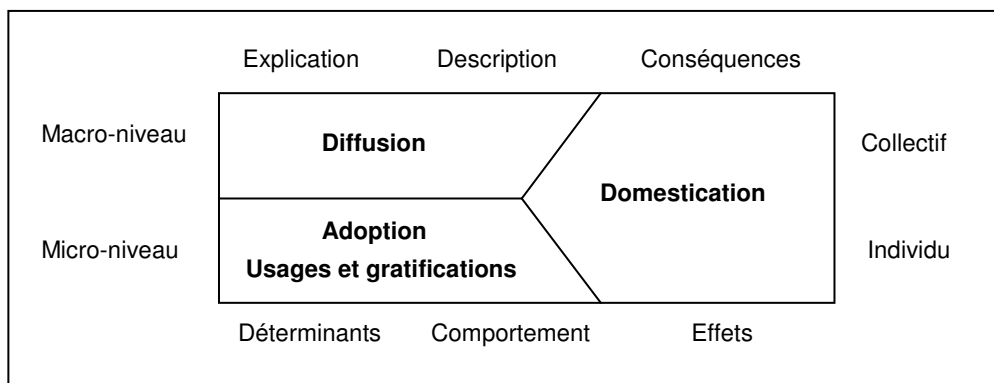 Explication Description Conséquences
Macro-niveau Diffusion Collectif
Domestication
Adoption
Micro-niveau Individu
Usages et gratifications
Déterminants Comportement Effets